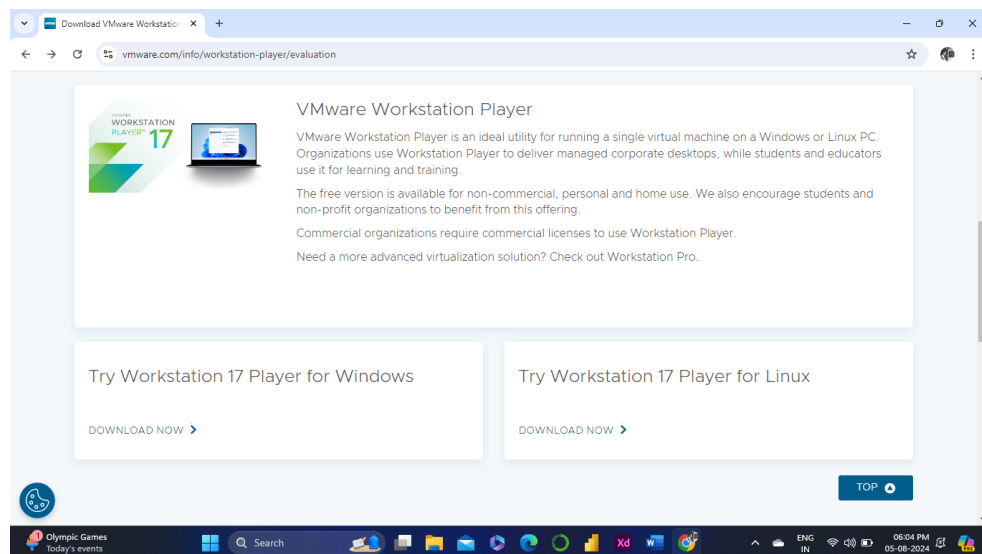 Download VMware Workstation
vmware.com/info/workstation-player/evaluation
VMWARE
WORKSTATION
PLAYER™ 17
VMware Workstation Player
VMware Workstation Player is an ideal utility for running a single virtual machine on a Windows or Linux PC.
Organizations use Workstation Player to deliver managed corporate desktops, while students and educators
use it for learning and training.
The free version is available for non-commercial, personal and home use. We also encourage students and
non-profit organizations to benefit from this offering.
Commercial organizations require commercial licenses to use Workstation Player.
Need a more advanced virtualization solution? Check out Workstation Pro.
Try Workstation 17 Player for Windows
DOWNLOAD NOW
Try Workstation 17 Player for Linux
DOWNLOAD NOW
TOP
Olympic Games
Today's events
Search
Xd
ENG
IN
06:04 PM
05-08-2024